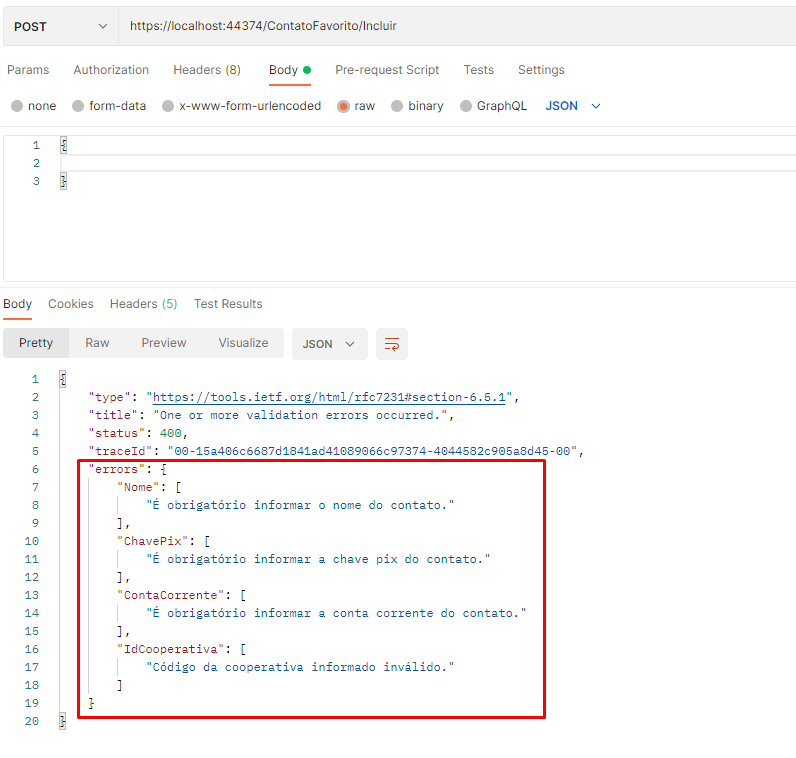 POST https://localhost:44374/ContatoFavorito/Incluir
Params Authorization Headers (8) Body Pre-request Script Tests Settings
none form-data x-www-form-urlencoded raw binary GraphQL JSON
1 {
2
3 }
Body Cookies Headers (5) Test Results
Pretty Raw Preview Visualize JSON
1 {
2 "type": "https://tools.ietf.org/html/rfc7231#section-6.5.1",
3 "title": "One or more validation errors occurred.",
4 "status": 400,
5 "traceId": "00-15a406c6687d1841ad41089066c97374-4044582c905a8d45-00",
6 "errors": {
7 "Nome": [
8 "É obrigatório informar o nome do contato."
9 ],
10 "ChavePix": [
11 "É obrigatório informar a chave pix do contato."
12 ],
13 "ContaCorrente": [
14 "É obrigatório informar a conta corrente do contato."
15 ],
16 "IdCooperativa": [
17 "Código da cooperativa informado inválido."
18 ]
19 }
20 }